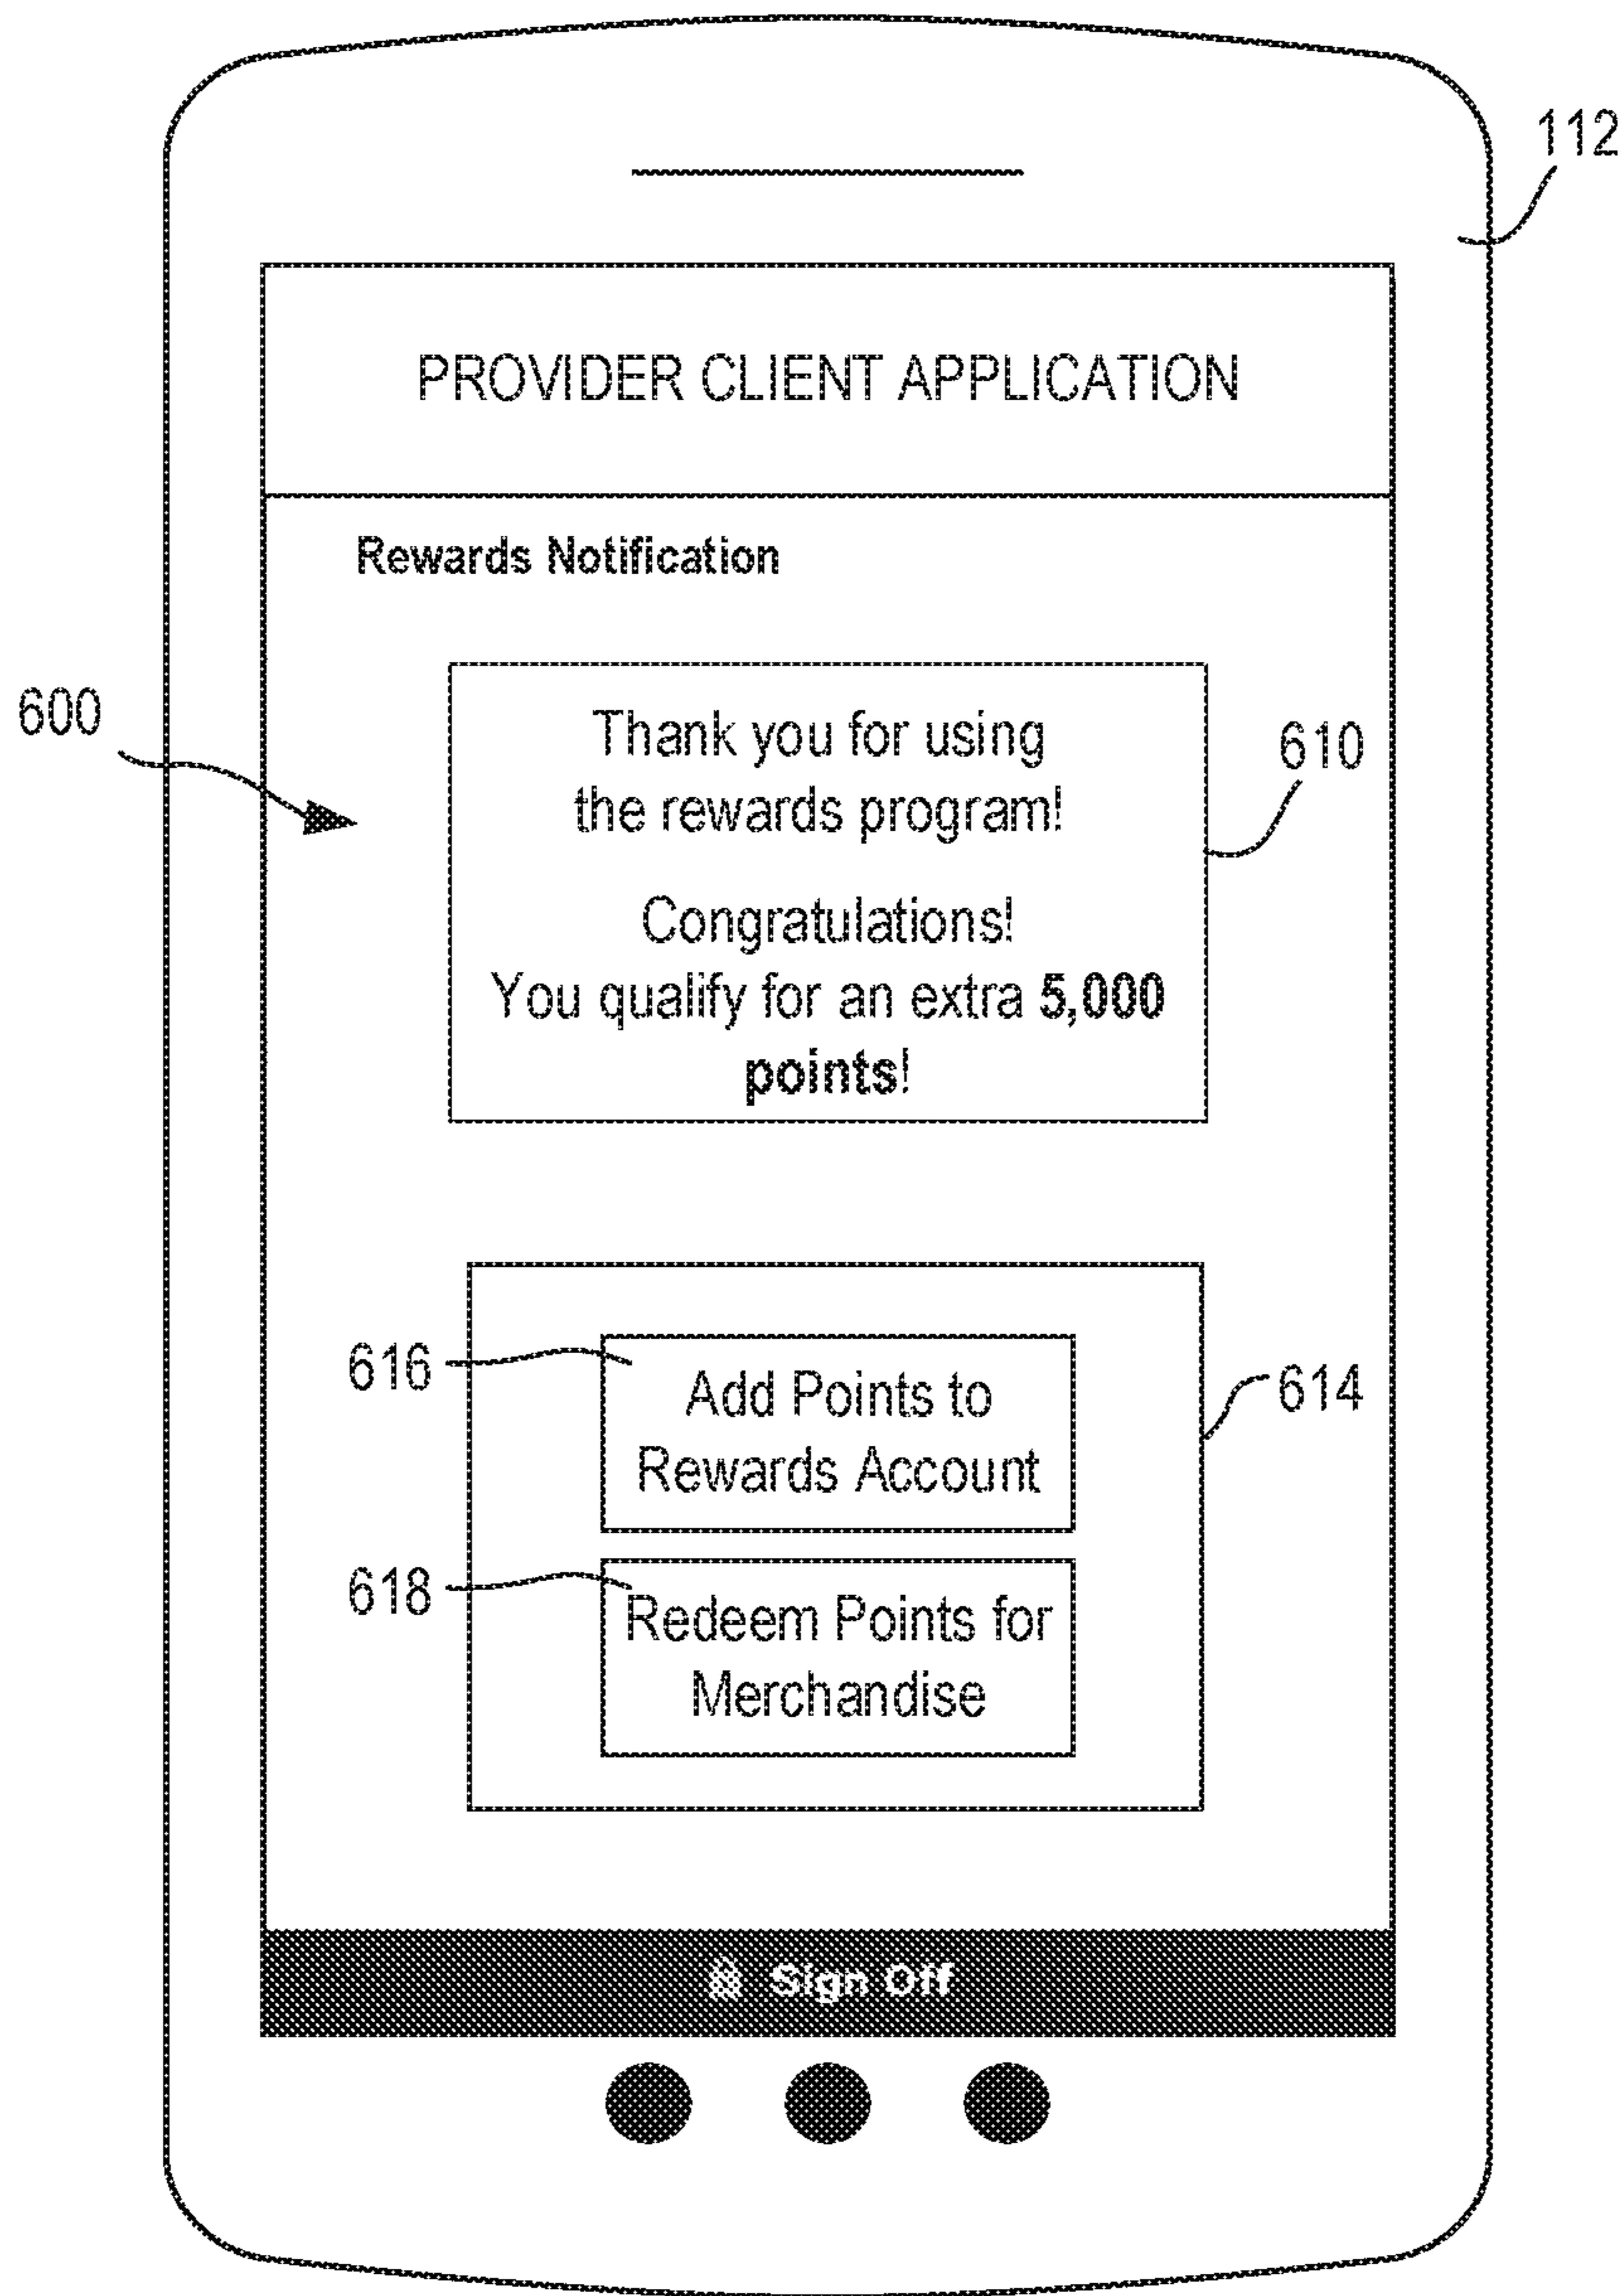 112
PROVIDER CLIENT APPLICATION
Rewards Notification
600
Thank you for using
the rewards program!
610
Congratulations!
You qualify for an extra 5,000
points!
616
Add Points to
Rewards Account
614
618
Redeem Points for
Merchandise
Sign Off